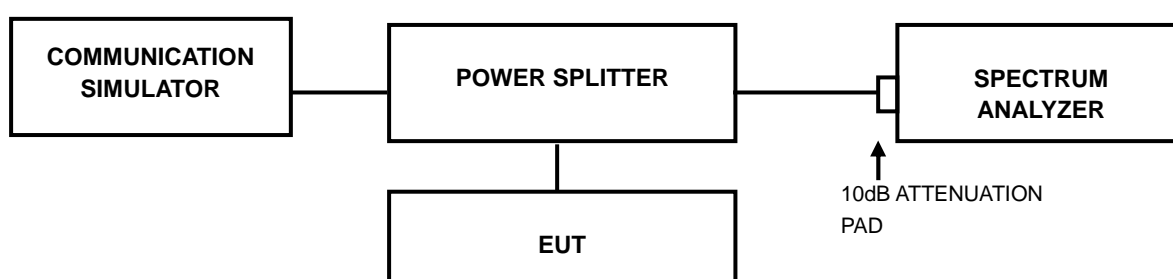 COMMUNICATION
SIMULATOR
POWER SPLITTER
SPECTRUM
ANALYZER
10dB ATTENUATION
PAD
EUT